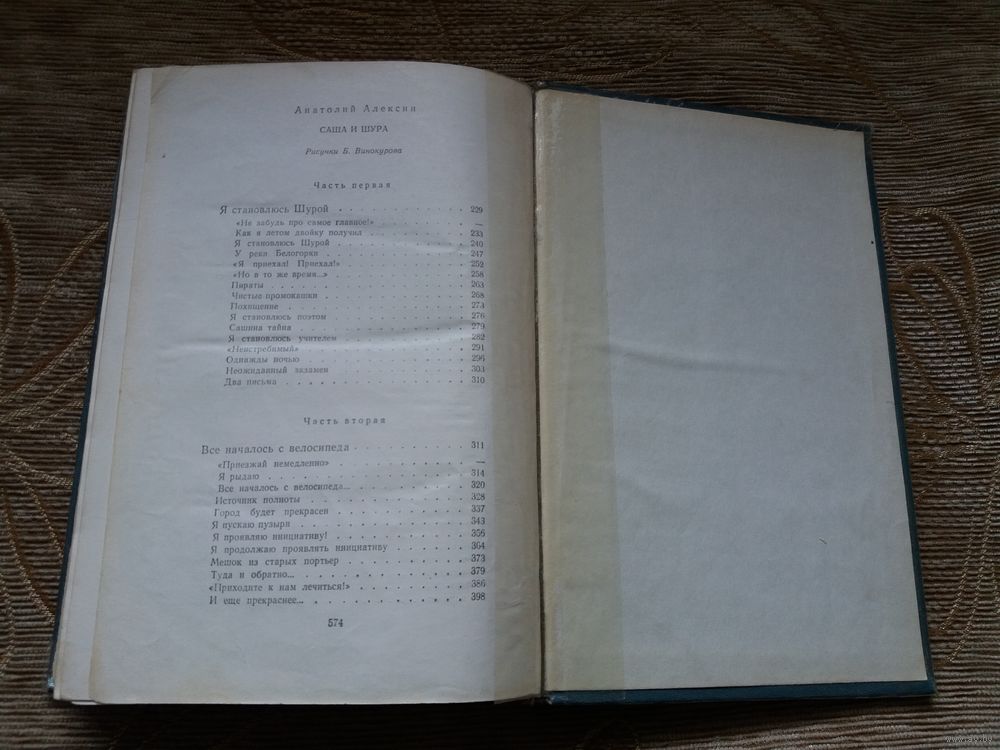 Анатолий Алексин
САША И ШУРА
Рисунки Б. Винокурова
Часть первая
Я становлюсь Шурой . . . . . . . . . . 229
«Не забудь про самое главное!» . . . . . . —
Как я летом двойку получил . . . . . . . 233
Я становлюсь Шурой . . . . . . . . . . 240
У реки Белогорки . . . . . . . . . . . 247
«Я приехал! Приехал!» . . . . . . . . . 252
«Но в то же время...» . . . . . . . . . . 258
Пираты . . . . . . . . . . . . . . . 263
Чистые промокашки . . . . . . . . . . 268
Похищение . . . . . . . . . . . . . 273
Я становлюсь поэтом . . . . . . . . . . 276
Сашина тайна . . . . . . . . . . . . 279
Я становлюсь учителем . . . . . . . . . 282
«Неистребимый» . . . . . . . . . . . 291
Однажды ночью . . . . . . . . . . . . 296
Неожиданный экзамен . . . . . . . . . 303
Два письма . . . . . . . . . . . . . 310
Часть вторая
Все началось с велосипеда . . . . . . . . . 311
«Приезжай немедленно» . . . . . . . . . —
Я рыдаю . . . . . . . . . . . . . . 314
Все началось с велосипеда... . . . . . . . . 320
Источник полноты . . . . . . . . . . . 328
Город будет прекрасен . . . . . . . . . 337
Я пускаю пузыри . . . . . . . . . . . 343
Я проявляю инициативу! . . . . . . . . . 356
Я продолжаю проявлять инициативу . . . . . 364
Мешок из старых портьер . . . . . . . . . 373
Туда и обратно... . . . . . . . . . . . . 379
«Приходите к нам лечиться!» . . . . . . . . 386
И еще прекраснее... . . . . . . . . . . . 398
574